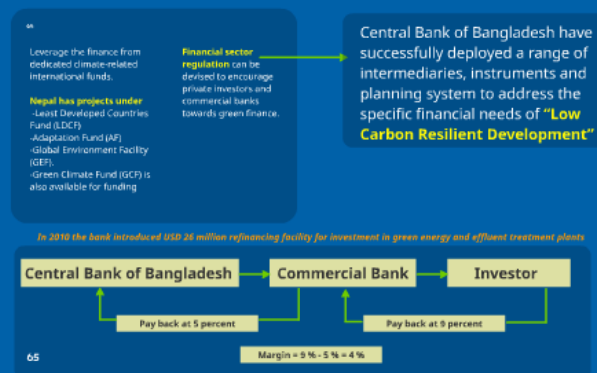 Leverage the finance from
dedicated climate-related
international funds.
Nepal has projects under
-Least Developed Countries
Fund (LDCF)
-Adaptation Fund (AF)
-Global Environment Facility
(GEF).
-Green Climate Fund (GCF) is
also available for funding
Financial sector
regulation can be
devised to encourage
private investors and
commercial banks
towards green finance.
Central Bank of Bangladesh have
successfully deployed a range of
intermediaries, instruments and
planning system to address the
specific financial needs of “Low
Carbon Resilient Development”
In 2010 the bank introduced USD 26 million refinancing facility for investment in green energy and effluent treatment plants
Central Bank of Bangladesh
Commercial Bank
Investor
Pay back at 5 percent
Pay back at 9 percent
Margin = 9 % - 5 % = 4 %
65